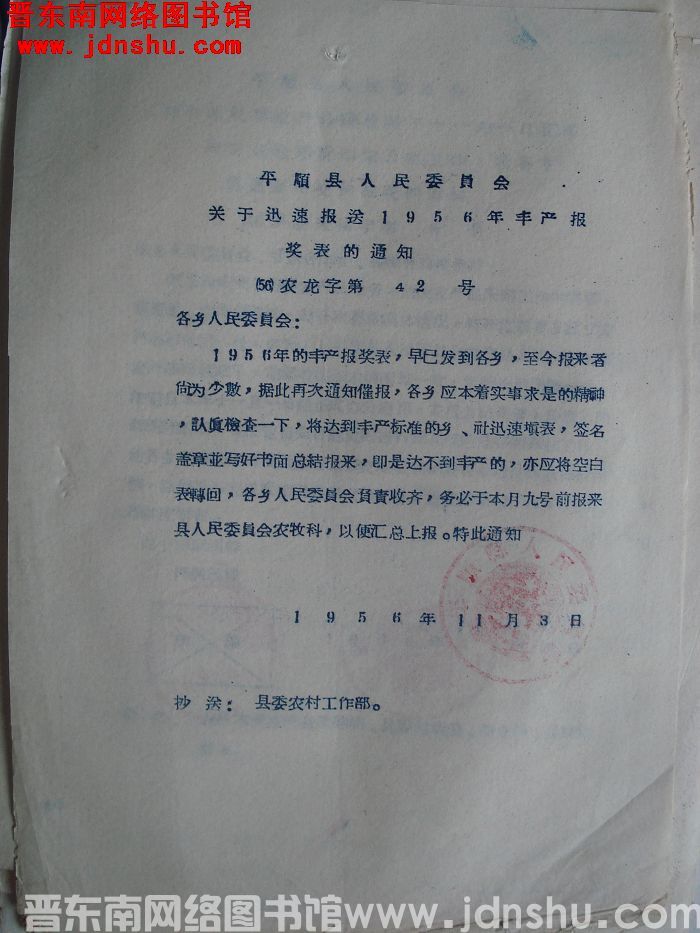 晋东南网络图书馆
www.jdnshu.com
平順县人民委員会
关于迅速报送1956年丰产报
奖表的通知
(56)农龙字第 42 号
各乡人民委員会：
1956年的丰产报奖表，早已发到各乡，至今报来者
尙为少數，据此再次通知催报，各乡应本着实事求是的精神
，認眞檢查一下，将达到丰产标准的乡、社迅速填表，签名
盖章並写好书面总結报来，即是达不到丰产的，亦应将空白
表轉回，各乡人民委員会負責收齐，务必于本月九号前报来
县人民委員会农牧科，以便汇总上报。特此通知
1956年11月3日
抄送：县委农村工作部。
晋东南网络图书馆www.jdnshu.com